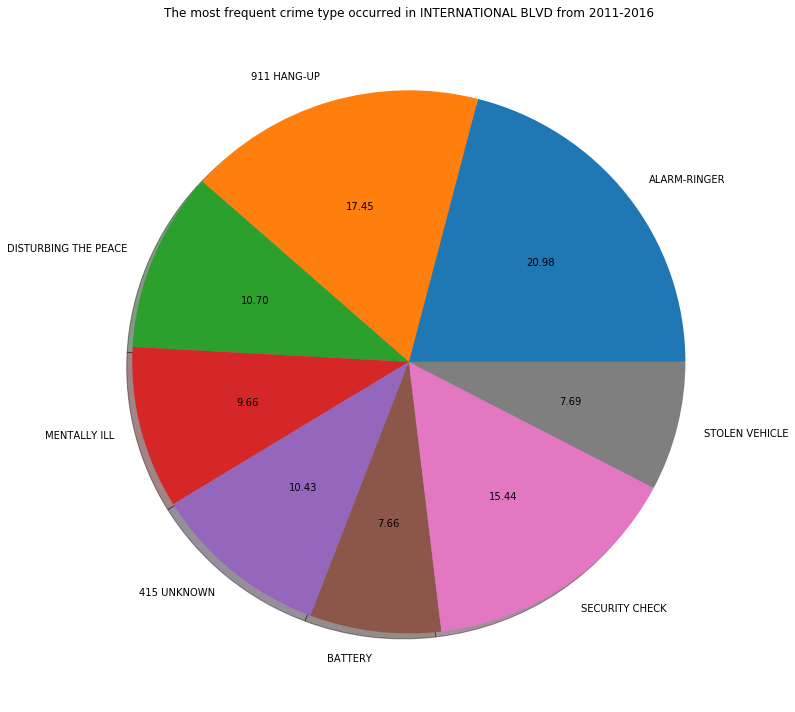 The most frequent crime type occurred in INTERNATIONAL BLVD from 2011-2016
911 HANG-UP
ALARM-RINGER
17.45
DISTURBING THE PEACE
20.98
10.70
MENTALLY ILL
9.66
7.69
STOLEN VEHICLE
10.43
15.44
7.66
415 UNKNOWN
SECURITY CHECK
BATTERY